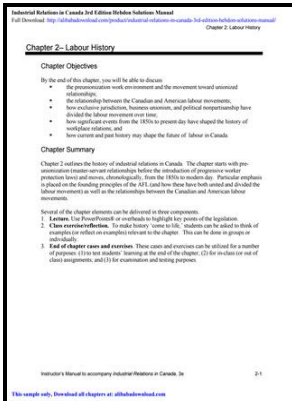 Industrial Relations in Canada 3rd Edition Hebdon Solutions Manual
Full Download: http://alibabadownload.com/product/industrial-relations-in-canada-3rd-edition-hebdon-solutions-manual/
Chapter 2: Labour History
Chapter 2– Labour History
Chapter Objectives
By the end of this chapter, you will be able to discuss:
• the preunionization work environment and the movement toward unionized
relationships;
• the relationship between the Canadian and American labour movements;
• how exclusive jurisdiction, business unionism, and political nonpartisanship have
divided the labour movement over time;
• how significant events from the 1850s to present day have shaped the history of
workplace relations; and
• how current and past history may shape the future of labour in Canada.
Chapter Summary
Chapter 2 outlines the history of industrial relations in Canada. The chapter starts with pre-
unionization (master-servant relationships before the introduction of progressive worker
protection laws) and moves, chronologically, from the 1850s to modern day. Particular emphasis
is placed on the founding principles of the AFL (and how these have both united and divided the
labour movement) as well as the relationships between the Canadian and American labour
movements.
Several of the chapter elements can be delivered in three components.
1. Lecture. Use PowerPoints® or overheads to highlight key points of the legislation.
2. Class exercise/reflection. To make history 'come to life,' students can be asked to think of
examples (or reflect on examples) relevant to the chapter. This can be done in groups or
individually.
3. End of chapter cases and exercises. These cases and exercises can be utilized for a number
of purposes: (1) to test students' learning at the end of the chapter; (2) for in-class (or out of
class) assignments; and (3) for examination and testing purposes.
Instructor's Manual to accompany Industrial Relations in Canada, 3e
2-1
This sample only, Download all chapters at: alibabadownload.com